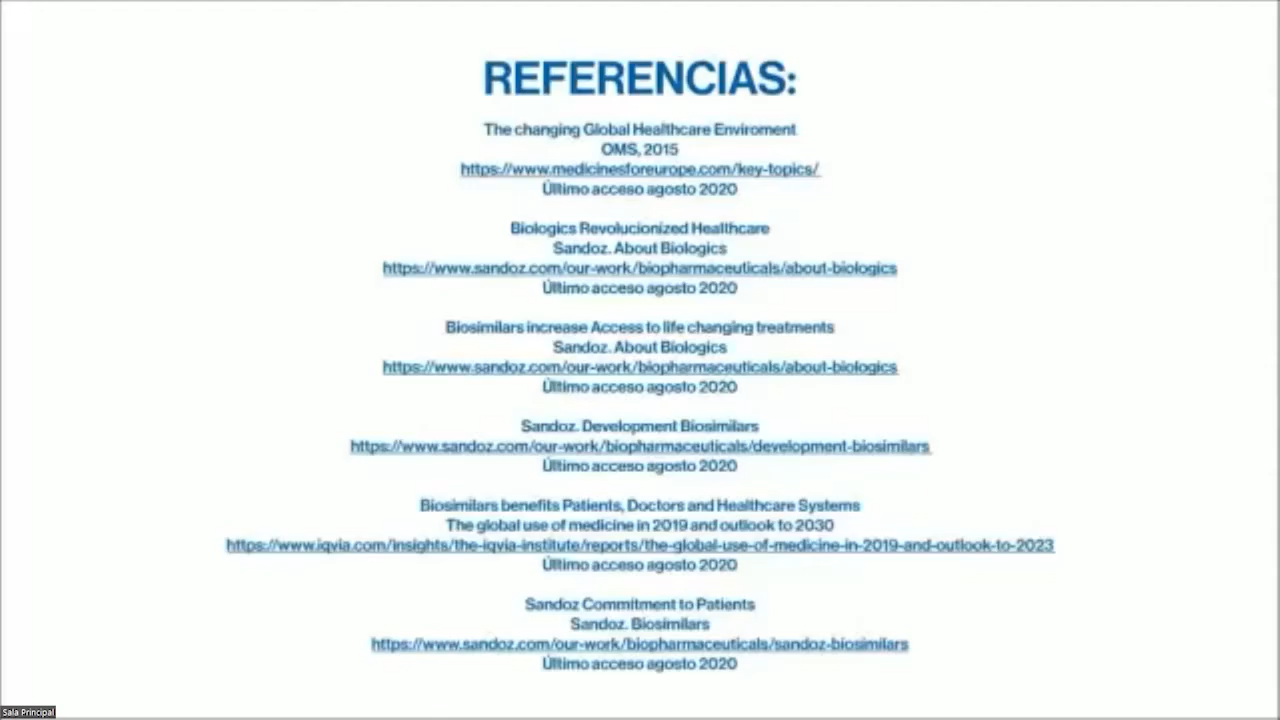 REFERENCIAS:
The changing Global Healthcare Enviroment
OMS, 2015
https://www.medicinesforeurope.com/key-topics/
Último acceso agosto 2020
Biologics Revolucionized Healthcare
Sandoz. About Biologics
https://www.sandoz.com/our-work/biopharmaceuticals/about-biologics
Último acceso agosto 2020
Biosimilars increase Access to life changing treatments
Sandoz. About Biologics
https://www.sandoz.com/our-work/biopharmaceuticals/about-biologics
Último acceso agosto 2020
Sandoz. Development Biosimilars
https://www.sandoz.com/our-work/biopharmaceuticals/development-biosimilars
Último acceso agosto 2020
Biosimilars benefits Patients, Doctors and Healthcare Systems
The global use of medicine in 2019 and outlook to 2030
https://www.iqvia.com/insights/the-iqvia-institute/reports/the-global-use-of-medicine-in-2019-and-outlook-to-2023
Último acceso agosto 2020
Sandoz Commitment to Patients
Sandoz. Biosimilars
https://www.sandoz.com/our-work/biopharmaceuticals/sandoz-biosimilars
Último acceso agosto 2020
Sala Principal